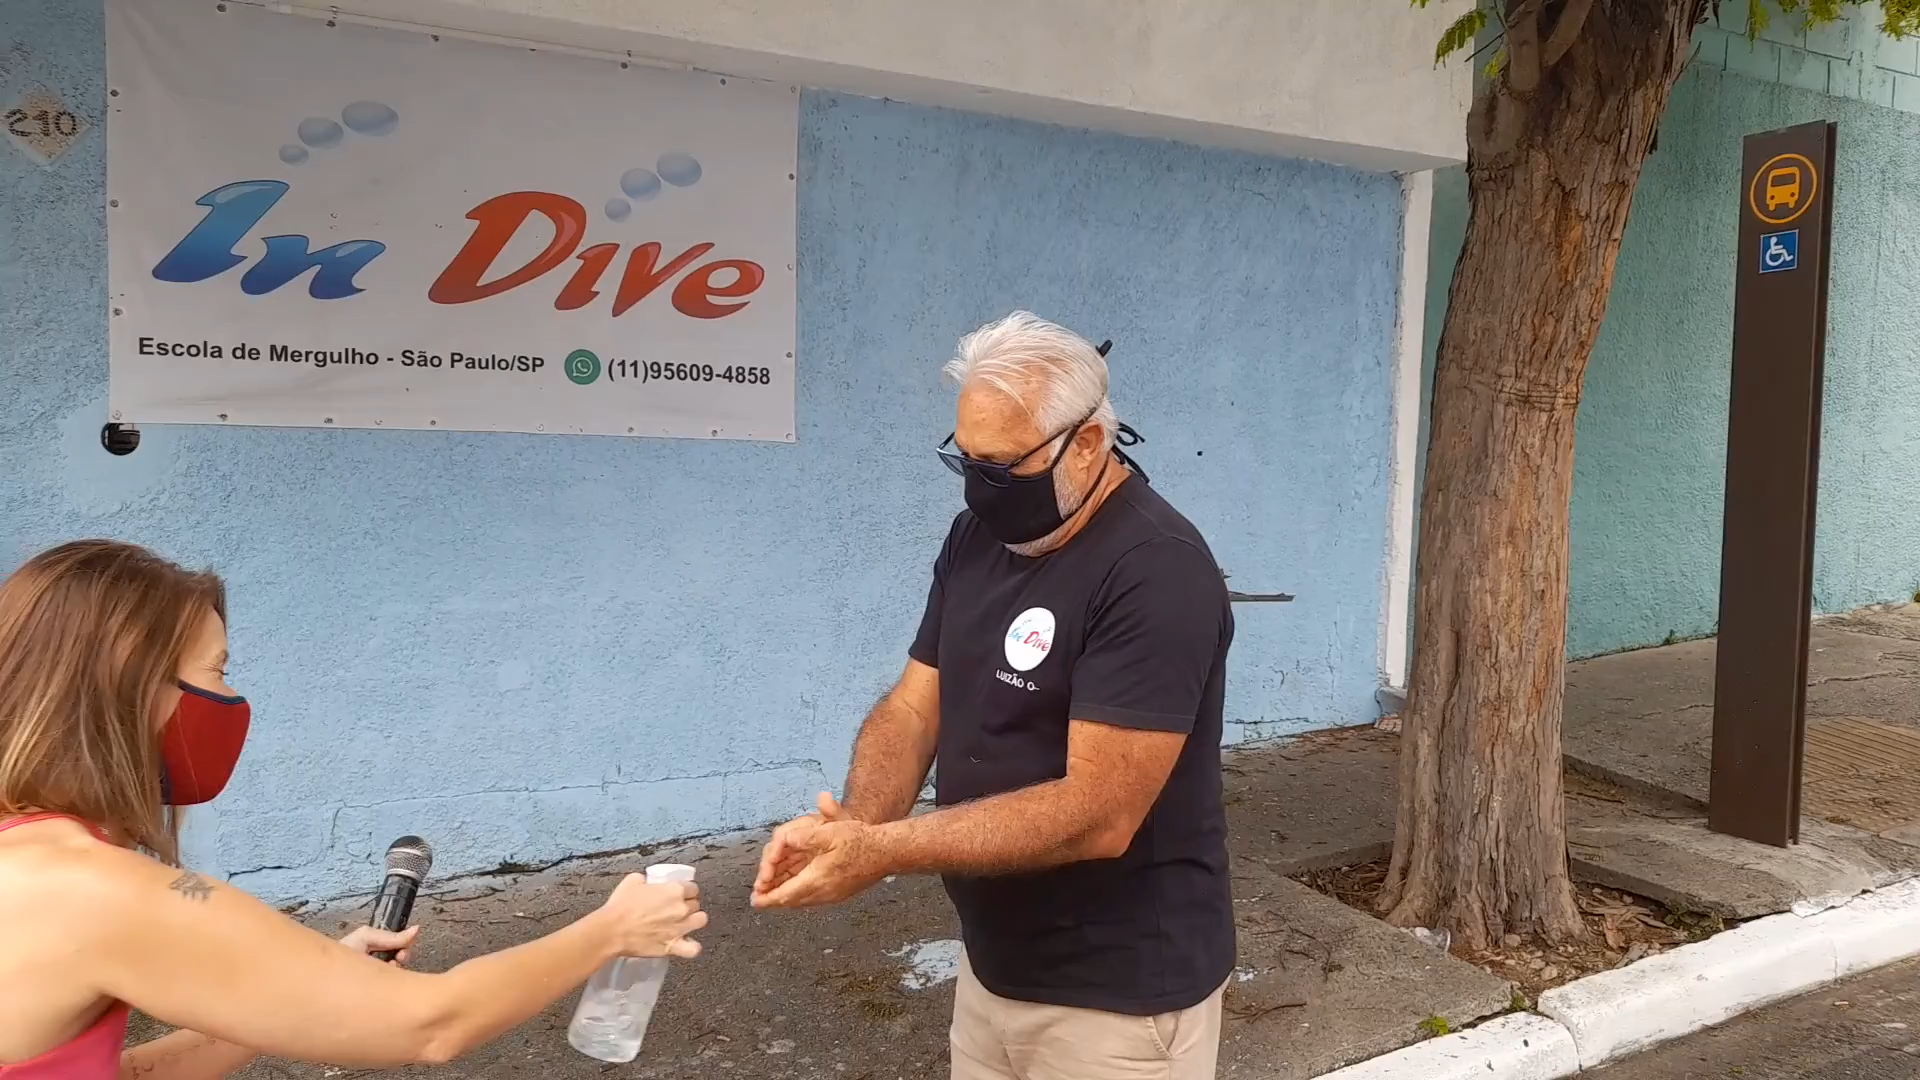 210
In Dive
Escola de Mergulho - São Paulo/SP (11)95609-4858
In Dive
LUIZÃO O